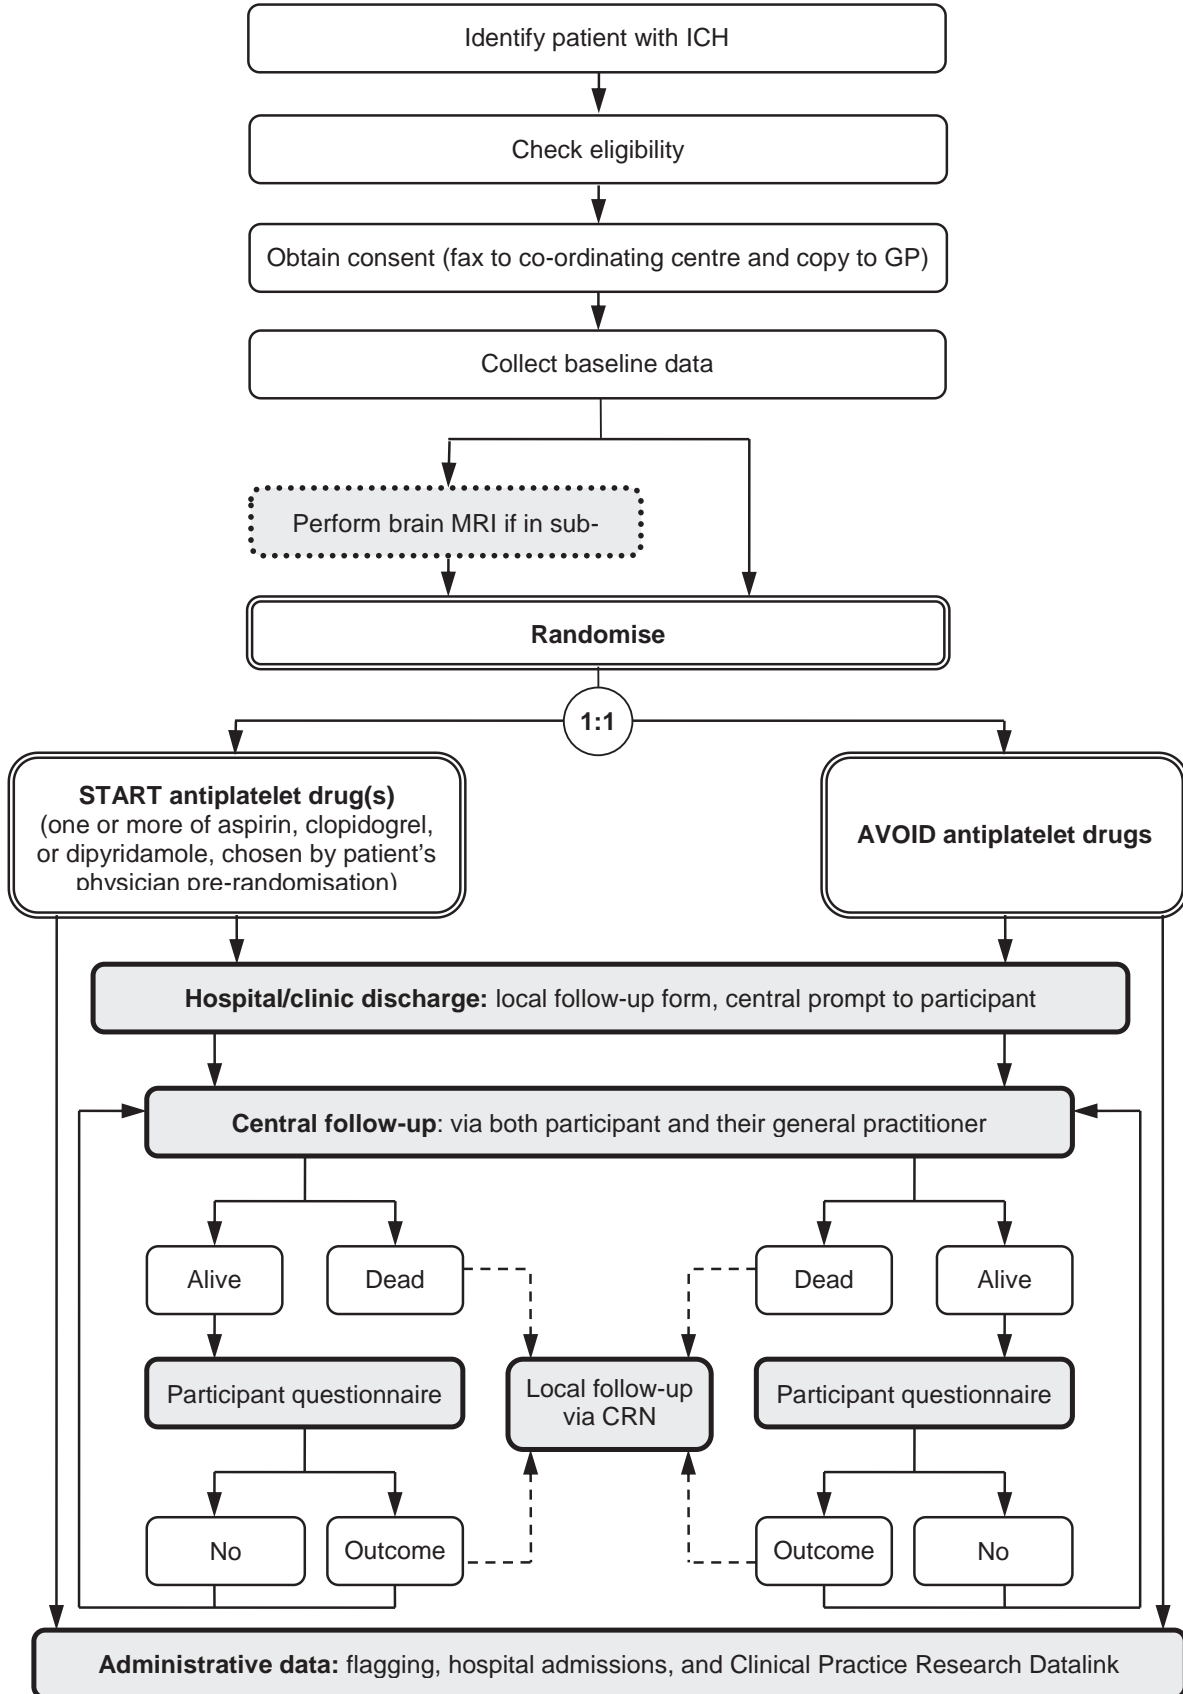 Identify patient with ICH
Check eligibility
Obtain consent (fax to co-ordinating centre and copy to GP)
Collect baseline data
Perform brain MRI if in sub-
Randomise
1:1
START antiplatelet drug(s)
(one or more of aspirin, clopidogrel,
or dipyridamole, chosen by patient’s
physician pre-randomisation)
AVOID antiplatelet drugs
Hospital/clinic discharge: local follow-up form, central prompt to participant
Central follow-up: via both participant and their general practitioner
Alive
Dead
Dead
Alive
Participant questionnaire
Local follow-up
via CRN
Participant questionnaire
No
Outcome
Outcome
No
Administrative data: flagging, hospital admissions, and Clinical Practice Research Datalink